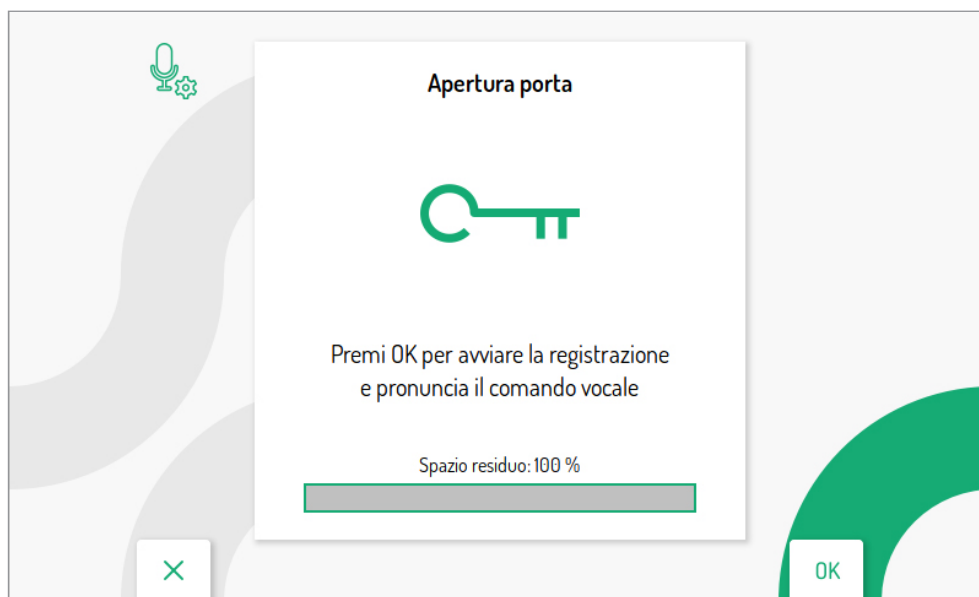 Apertura porta
Premi OK per avviare la registrazione
e pronuncia il comando vocale
Spazio residuo: 100 %
OK